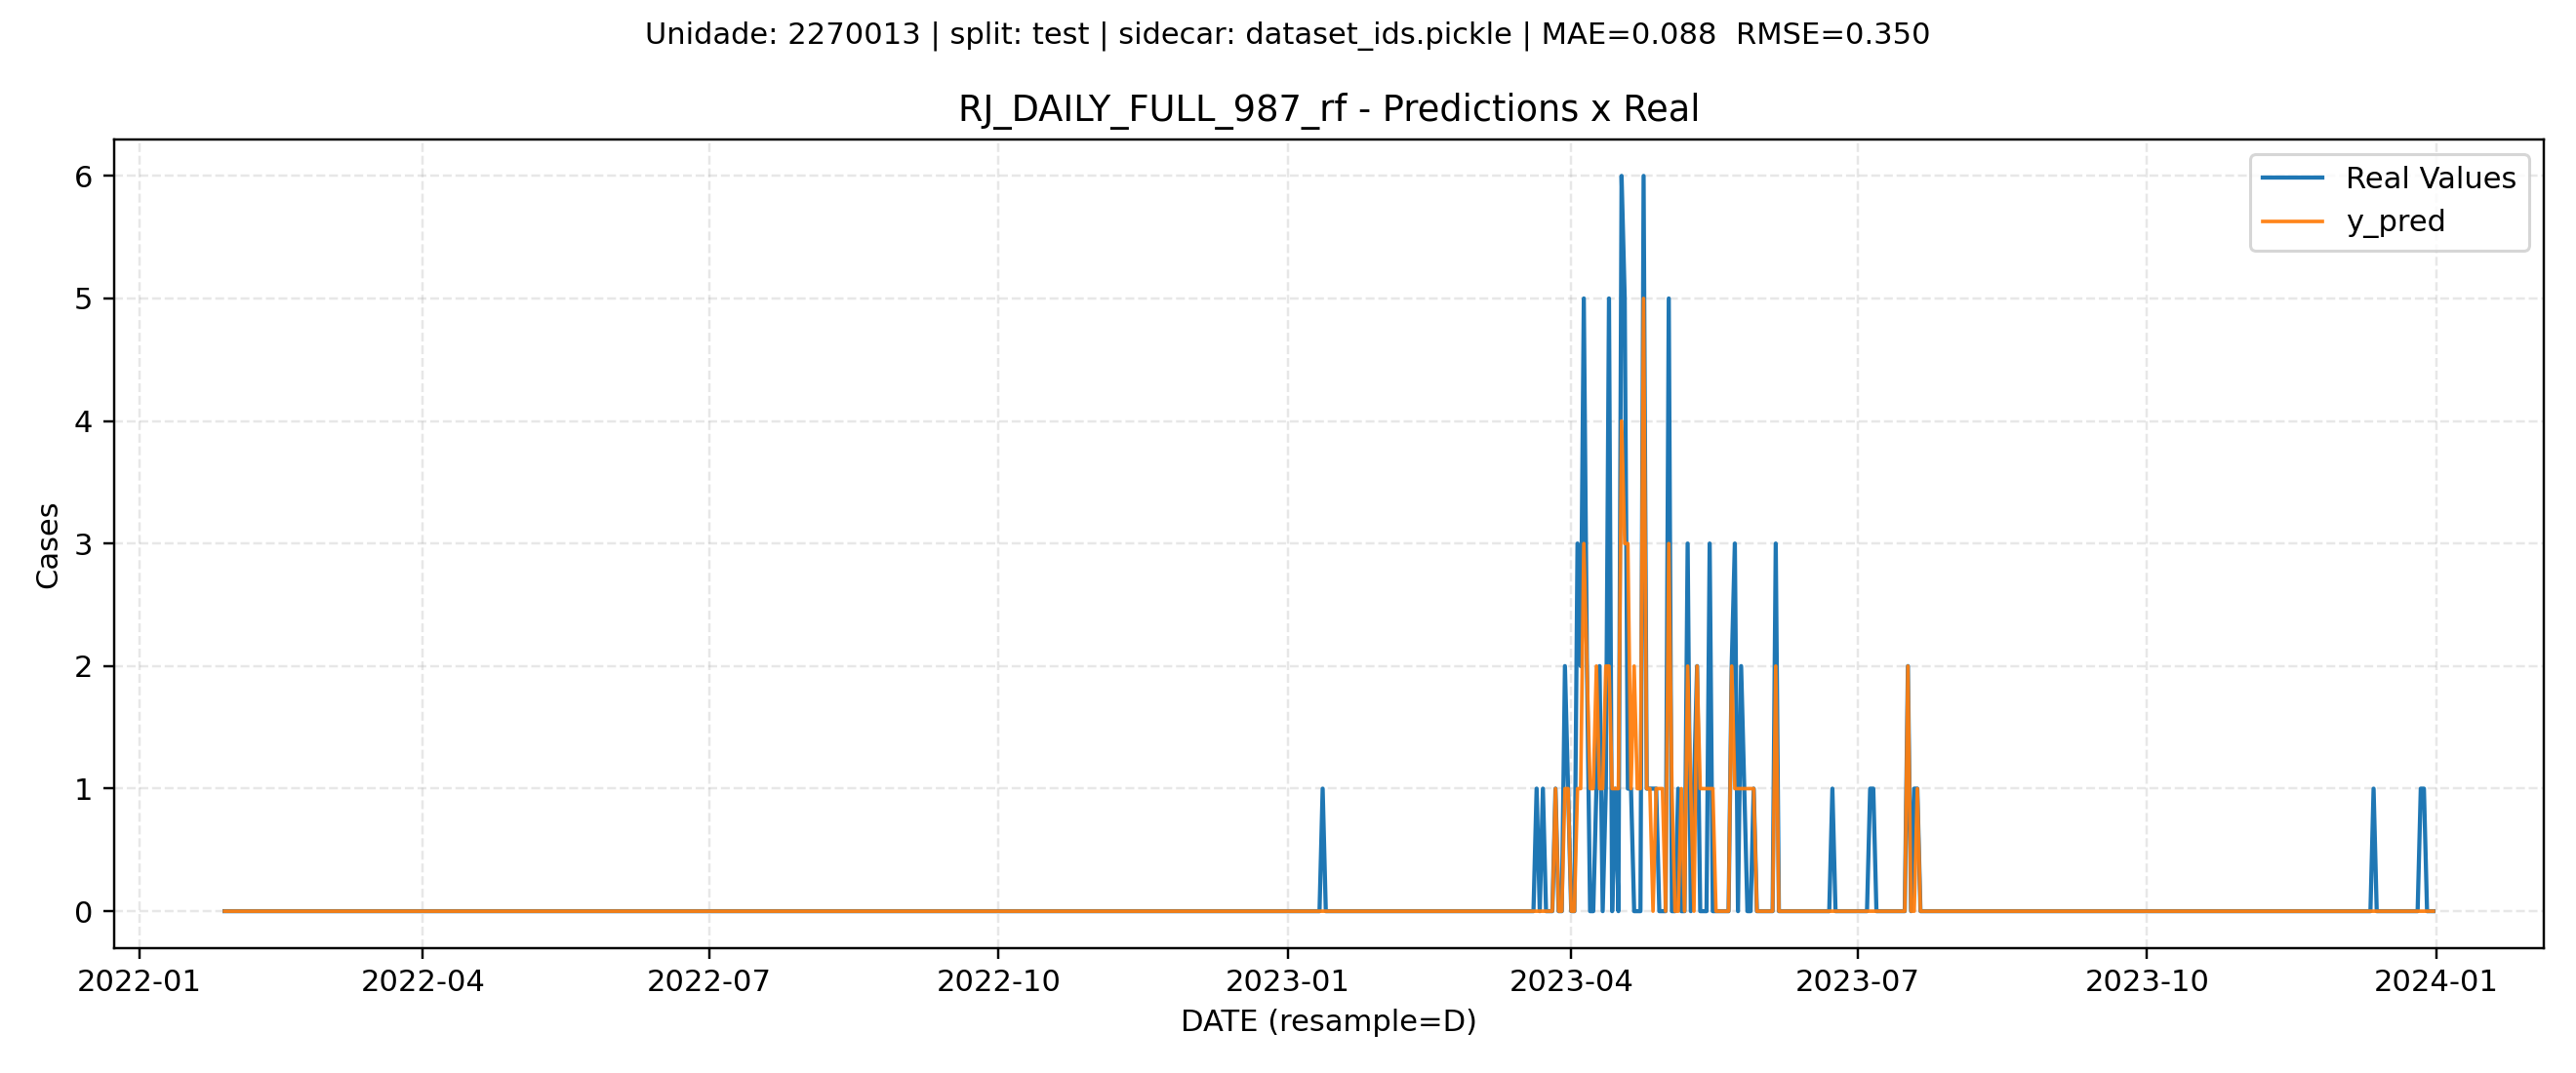 Unidade: 2270013 | split: test | sidecar: dataset_ids.pickle | MAE=0.088  RMSE=0.350
RJ_DAILY_FULL_987_rf - Predictions x Real
Real Values
y_pred
Cases
6
5
4
3
2
1
0
2022-01 2022-04 2022-07 2022-10 2023-01 2023-04 2023-07 2023-10 2024-01
DATE (resample=D)